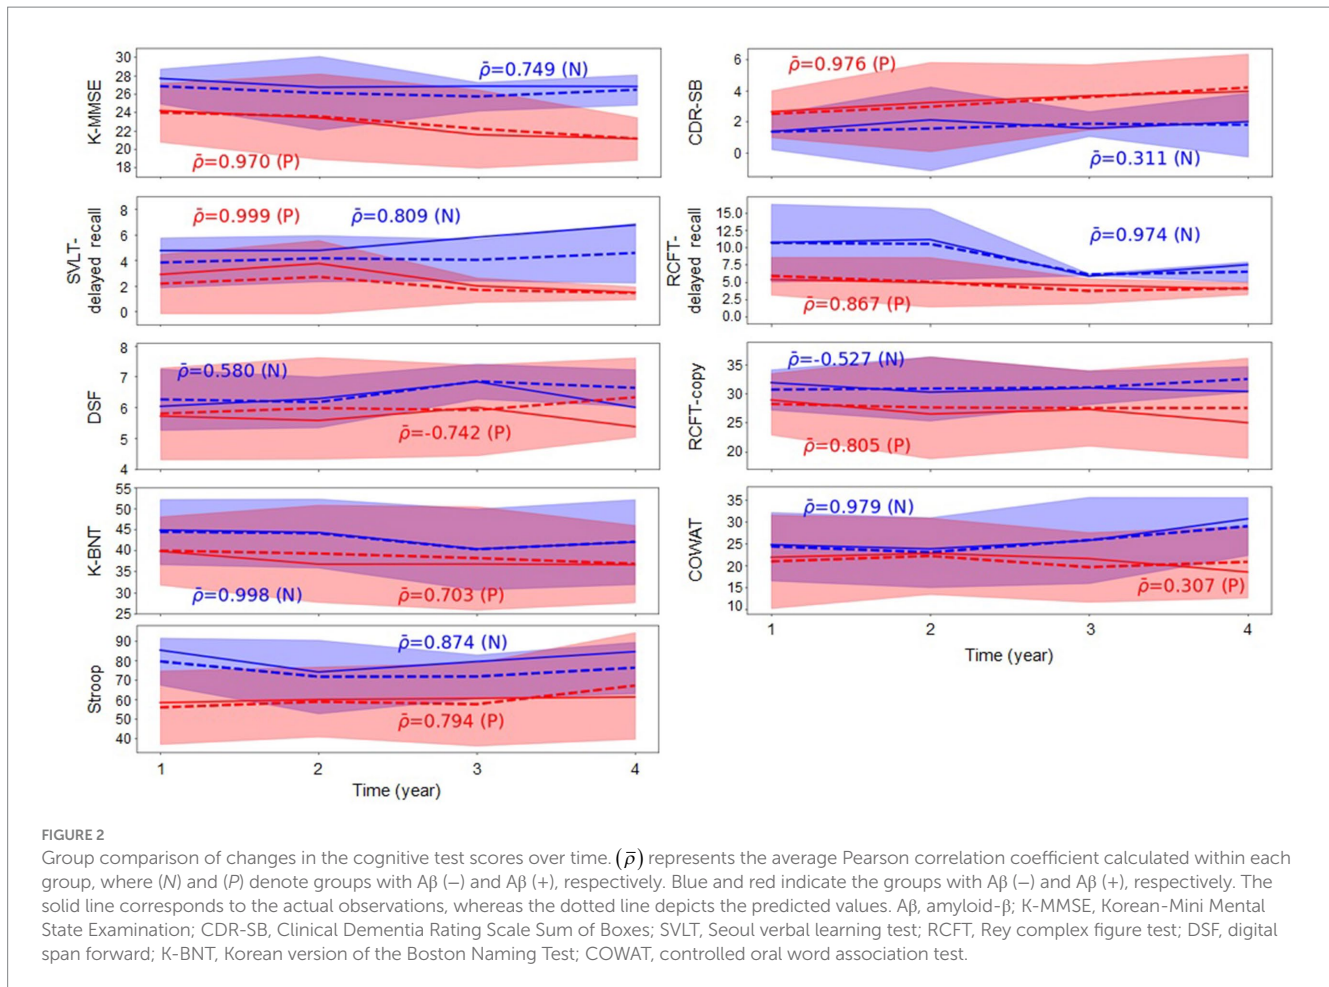 K-MMSE
30
28
26
24
22
20
18
ρ̄=0.749 (N)
ρ̄=0.970 (P)
CDR-SB
6
4
2
0
ρ̄=0.976 (P)
ρ̄=0.311 (N)
SVLT-
delayed recall
8
6
4
2
0
ρ̄=0.999 (P)
ρ̄=0.809 (N)
RCFT-
delayed recall
15.0
12.5
10.0
7.5
5.0
2.5
0.0
ρ̄=0.974 (N)
ρ̄=0.867 (P)
DSF
8
7
6
5
4
ρ̄=0.580 (N)
ρ̄=-0.742 (P)
RCFT-copy
35
30
25
20
ρ̄=-0.527 (N)
ρ̄=0.805 (P)
K-BNT
55
50
45
40
35
30
25
ρ̄=0.998 (N)
ρ̄=0.703 (P)
COWAT
35
30
25
20
15
10
ρ̄=0.979 (N)
ρ̄=0.307 (P)
1 2 3 4
Time (year)
Stroop
90
80
70
60
50
40
ρ̄=0.874 (N)
ρ̄=0.794 (P)
1 2 3 4
Time (year)
FIGURE 2
Group comparison of changes in the cognitive test scores over time. (ρ̄) represents the average Pearson correlation coefficient calculated within each
group, where (N) and (P) denote groups with Aβ (−) and Aβ (+), respectively. Blue and red indicate the groups with Aβ (−) and Aβ (+), respectively. The
solid line corresponds to the actual observations, whereas the dotted line depicts the predicted values. Aβ, amyloid-β; K-MMSE, Korean-Mini Mental
State Examination; CDR-SB, Clinical Dementia Rating Scale Sum of Boxes; SVLT, Seoul verbal learning test; RCFT, Rey complex figure test; DSF, digital
span forward; K-BNT, Korean version of the Boston Naming Test; COWAT, controlled oral word association test.